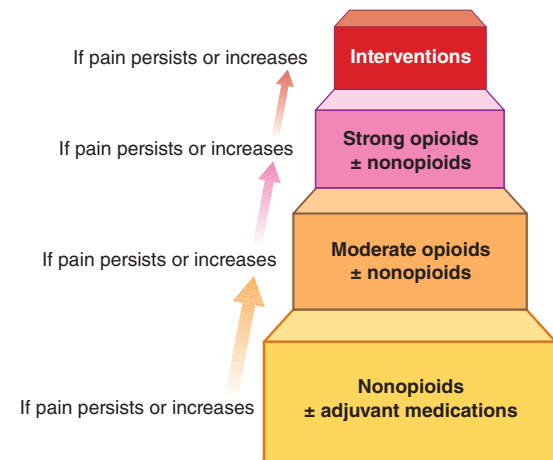 If pain persists or increases
Interventions
If pain persists or increases
Strong opioids
± nonopioids
If pain persists or increases
Moderate opioids
± nonopioids
If pain persists or increases
Nonopioids
± adjuvant medications